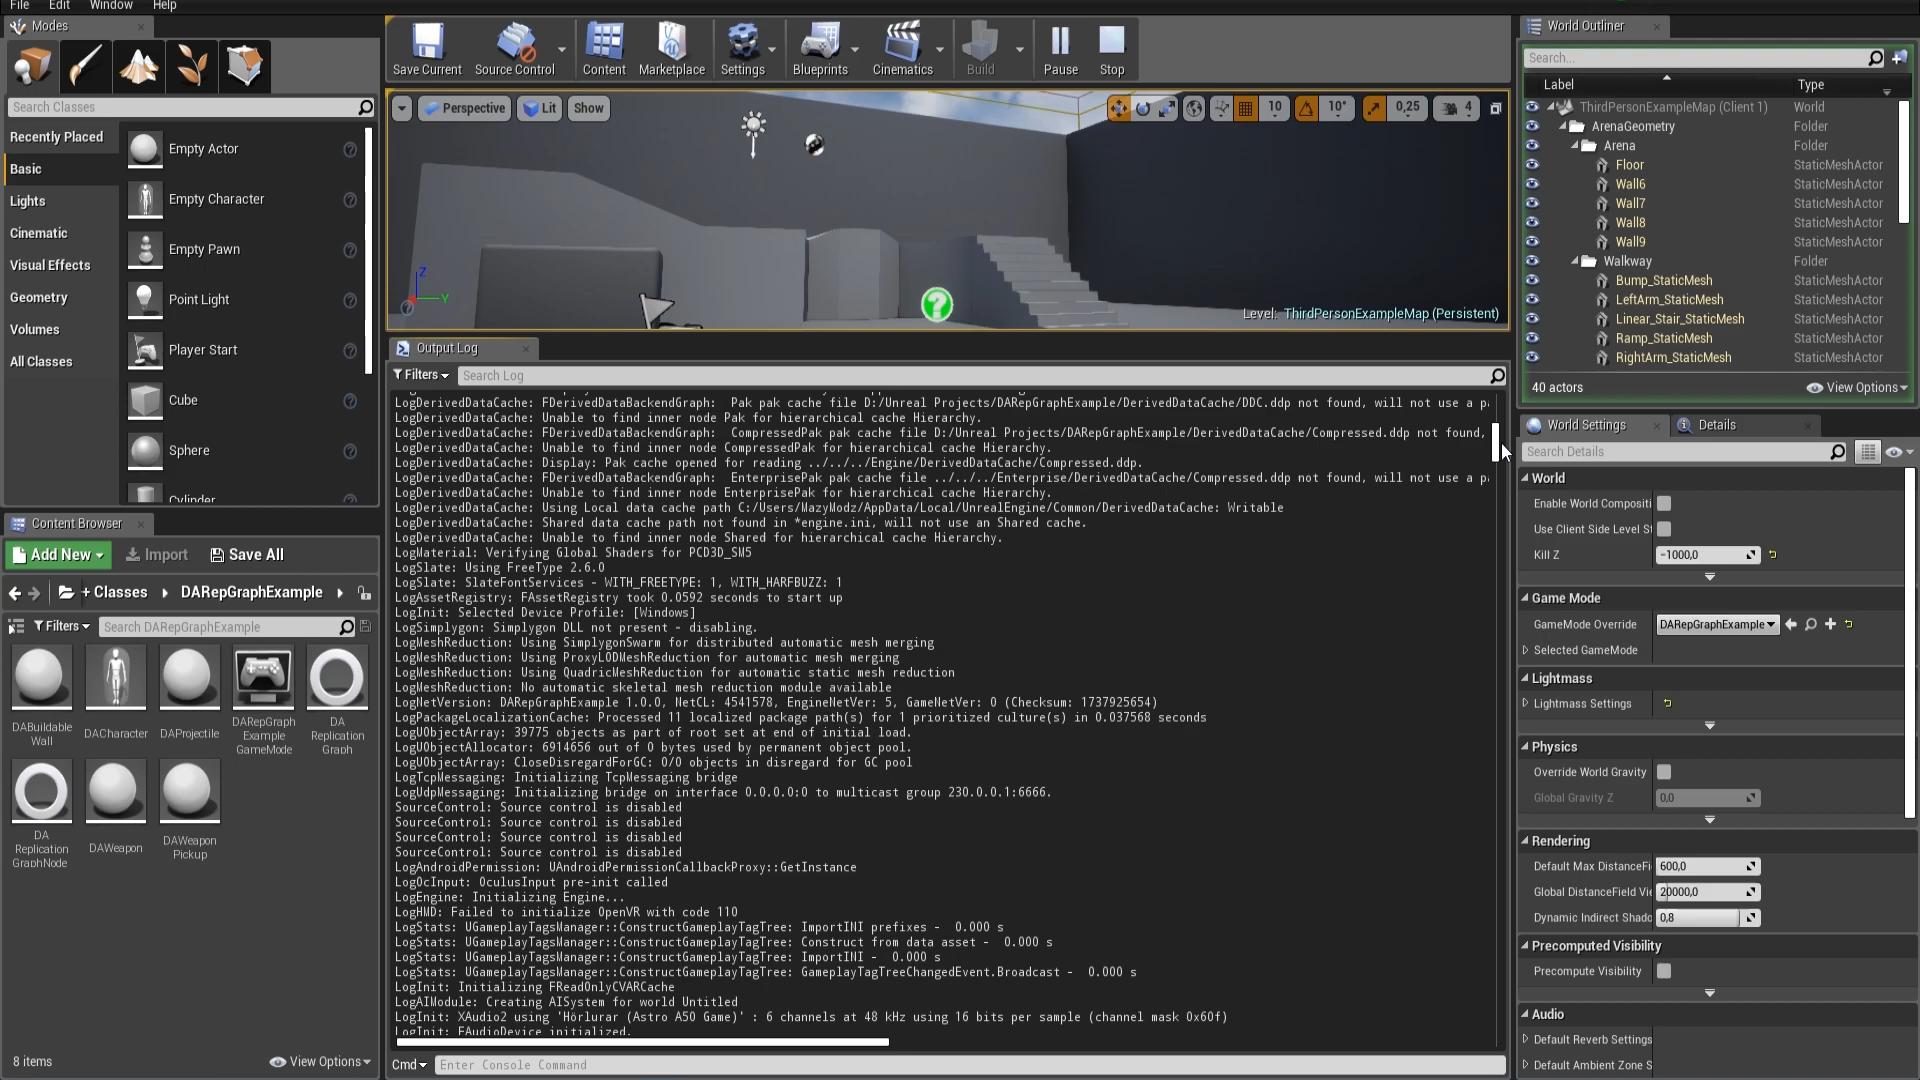 File Edit Window Help
Modes
Search Classes
Recently Placed
Basic
Lights
Cinematic
Visual Effects
Geometry
Volumes
All Classes
Empty Actor
Empty Character
Empty Pawn
Point Light
Player Start
Cube
Sphere
Cylinder
Save Current Source Control Content Marketplace Settings Blueprints Cinematics Build Pause Stop
Perspective Lit Show 10 10° 0,25 4
Z
Y
Level: ThirdPersonExampleMap (Persistent)
Output Log
Filters Search Log
LogDerivedDataCache: FDerivedDataBackendGraph: Pak pak cache file D:/Unreal Projects/DARepGraphExample/DerivedDataCache/DDC.ddp not found, will not use a pa
LogDerivedDataCache: Unable to find inner node Pak for hierarchical cache Hierarchy.
LogDerivedDataCache: FDerivedDataBackendGraph: CompressedPak pak cache file D:/Unreal Projects/DARepGraphExample/DerivedDataCache/Compressed.ddp not found,
LogDerivedDataCache: Unable to find inner node CompressedPak for hierarchical cache Hierarchy.
LogDerivedDataCache: Display: Pak cache opened for reading ../../../Engine/DerivedDataCache/Compressed.ddp.
LogDerivedDataCache: FDerivedDataBackendGraph: EnterprisePak pak cache file ../../../Enterprise/DerivedDataCache/Compressed.ddp not found, will not use a pa
LogDerivedDataCache: Unable to find inner node EnterprisePak for hierarchical cache Hierarchy.
LogDerivedDataCache: Using Local data cache path C:/Users/MazyModz/AppData/Local/UnrealEngine/Common/DerivedDataCache: Writable
LogDerivedDataCache: Shared data cache path not found in *engine.ini, will not use an Shared cache.
LogDerivedDataCache: Unable to find inner node Shared for hierarchical cache Hierarchy.
LogMaterial: Verifying Global Shaders for PCD3D_SM5
LogSlate: Using FreeType 2.6.0
LogSlate: SlateFontServices - WITH_FREETYPE: 1, WITH_HARFBUZZ: 1
LogAssetRegistry: FAssetRegistry took 0.0592 seconds to start up
LogInit: Selected Device Profile: [Windows]
LogSimplygon: Simplygon DLL not present - disabling.
LogMeshReduction: Using SimplygonSwarm for distributed automatic mesh merging
LogMeshReduction: Using ProxyLODMeshReduction for automatic mesh merging
LogMeshReduction: Using QuadricMeshReduction for automatic static mesh reduction
LogMeshReduction: No automatic skeletal mesh reduction module available
LogNetVersion: DARepGraphExample 1.0.0, NetCL: 4541578, EngineNetVer: 5, GameNetVer: 0 (Checksum: 1737925654)
LogPackageLocalizationCache: Processed 11 localized package path(s) for 1 prioritized culture(s) in 0.037568 seconds
LogUObjectArray: 39775 objects as part of root set at end of initial load.
LogUObjectAllocator: 6914656 out of 0 bytes used by permanent object pool.
LogUObjectArray: CloseDisregardForGC: 0/0 objects in disregard for GC pool
LogTcpMessaging: Initializing TcpMessaging bridge
LogUdpMessaging: Initializing bridge on interface 0.0.0.0:0 to multicast group 230.0.0.1:6666.
SourceControl: Source control is disabled
SourceControl: Source control is disabled
SourceControl: Source control is disabled
SourceControl: Source control is disabled
LogAndroidPermission: UAndroidPermissionCallbackProxy::GetInstance
LogOcInput: OculusInput pre-init called
LogEngine: Initializing Engine...
LogHMD: Failed to initialize OpenVR with code 110
LogStats: UGameplayTagsManager::ConstructGameplayTagTree: ImportINI prefixes - 0.000 s
LogStats: UGameplayTagsManager::ConstructGameplayTagTree: Construct from data asset - 0.000 s
LogStats: UGameplayTagsManager::ConstructGameplayTagTree: ImportINI - 0.000 s
LogStats: UGameplayTagsManager::ConstructGameplayTagTree: GameplayTagTreeChangedEvent.Broadcast - 0.000 s
LogInit: Initializing FReadOnlyCVARCache
LogAIModule: Creating AISystem for world Untitled
LogInit: XAudio2 using 'Hörlurar (Astro A50 Game)' : 6 channels at 48 kHz using 16 bits per sample (channel mask 0x60f)
LogInit: FAudioDevice initialized.
Cmd Enter Console Command
Content Browser
Add New Import Save All
Classes DARepGraphExample
Filters Search DARepGraphExample
DABuildable Wall
DACharacter
DAProjectile
DARepGraph Example GameMode
DA Replication Graph
DA Replication GraphNode
DAWeapon
DAWeapon Pickup
8 items View Options
World Outliner
Search...
Label Type
ThirdPersonExampleMap (Client 1) World
ArenaGeometry Folder
Arena Folder
Floor StaticMeshActor
Wall6 StaticMeshActor
Wall7 StaticMeshActor
Wall8 StaticMeshActor
Wall9 StaticMeshActor
Walkway Folder
Bump_StaticMesh StaticMeshActor
LeftArm_StaticMesh StaticMeshActor
Linear_Stair_StaticMesh StaticMeshActor
Ramp_StaticMesh StaticMeshActor
RightArm_StaticMesh StaticMeshActor
40 actors View Options
World Settings Details
Search Details
World
Enable World Compositi
Use Client Side Level St
Kill Z -1000,0
Game Mode
GameMode Override DARepGraphExample
Selected GameMode
Lightmass
Lightmass Settings
Physics
Override World Gravity
Global Gravity Z 0,0
Rendering
Default Max DistanceFi 600,0
Global DistanceField Vie 20000,0
Dynamic Indirect Shado 0,8
Precomputed Visibility
Precompute Visibility
Audio
Default Reverb Settings
Default Ambient Zone S